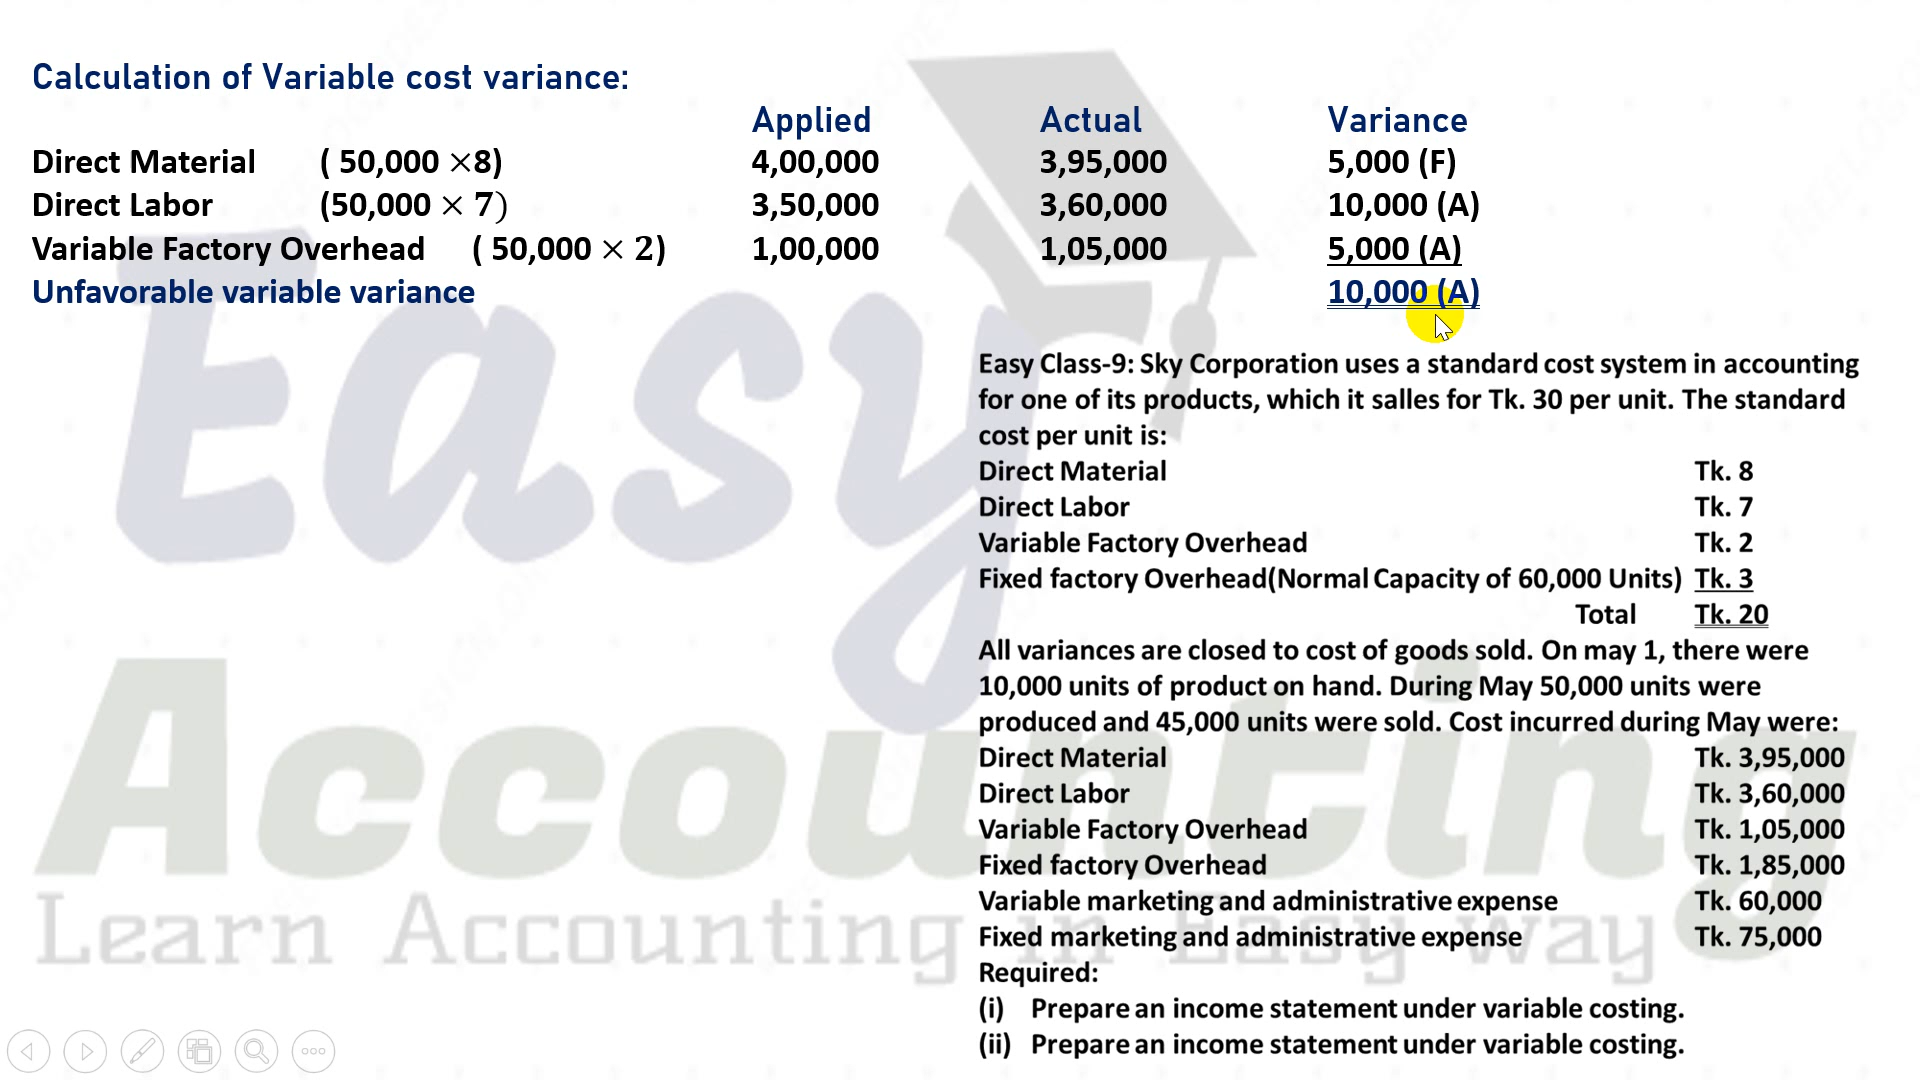 Calculation of Variable cost variance:
Applied Actual Variance
Direct Material ( 50,000 ×8) 4,00,000 3,95,000 5,000 (F)
Direct Labor (50,000 × 7) 3,50,000 3,60,000 10,000 (A)
Variable Factory Overhead ( 50,000 × 2) 1,00,000 1,05,000 5,000 (A)
Unfavorable variable variance 10,000 (A)
Easy Class-9: Sky Corporation uses a standard cost system in accounting
for one of its products, which it salles for Tk. 30 per unit. The standard
cost per unit is:
Direct Material Tk. 8
Direct Labor Tk. 7
Variable Factory Overhead Tk. 2
Fixed factory Overhead(Normal Capacity of 60,000 Units) Tk. 3
Total Tk. 20
All variances are closed to cost of goods sold. On may 1, there were
10,000 units of product on hand. During May 50,000 units were
produced and 45,000 units were sold. Cost incurred during May were:
Direct Material Tk. 3,95,000
Direct Labor Tk. 3,60,000
Variable Factory Overhead Tk. 1,05,000
Fixed factory Overhead Tk. 1,85,000
Variable marketing and administrative expense Tk. 60,000
Fixed marketing and administrative expense Tk. 75,000
Required:
(i) Prepare an income statement under variable costing.
(ii) Prepare an income statement under variable costing.
Easy
Accounting
Learn Accounting in Easy way